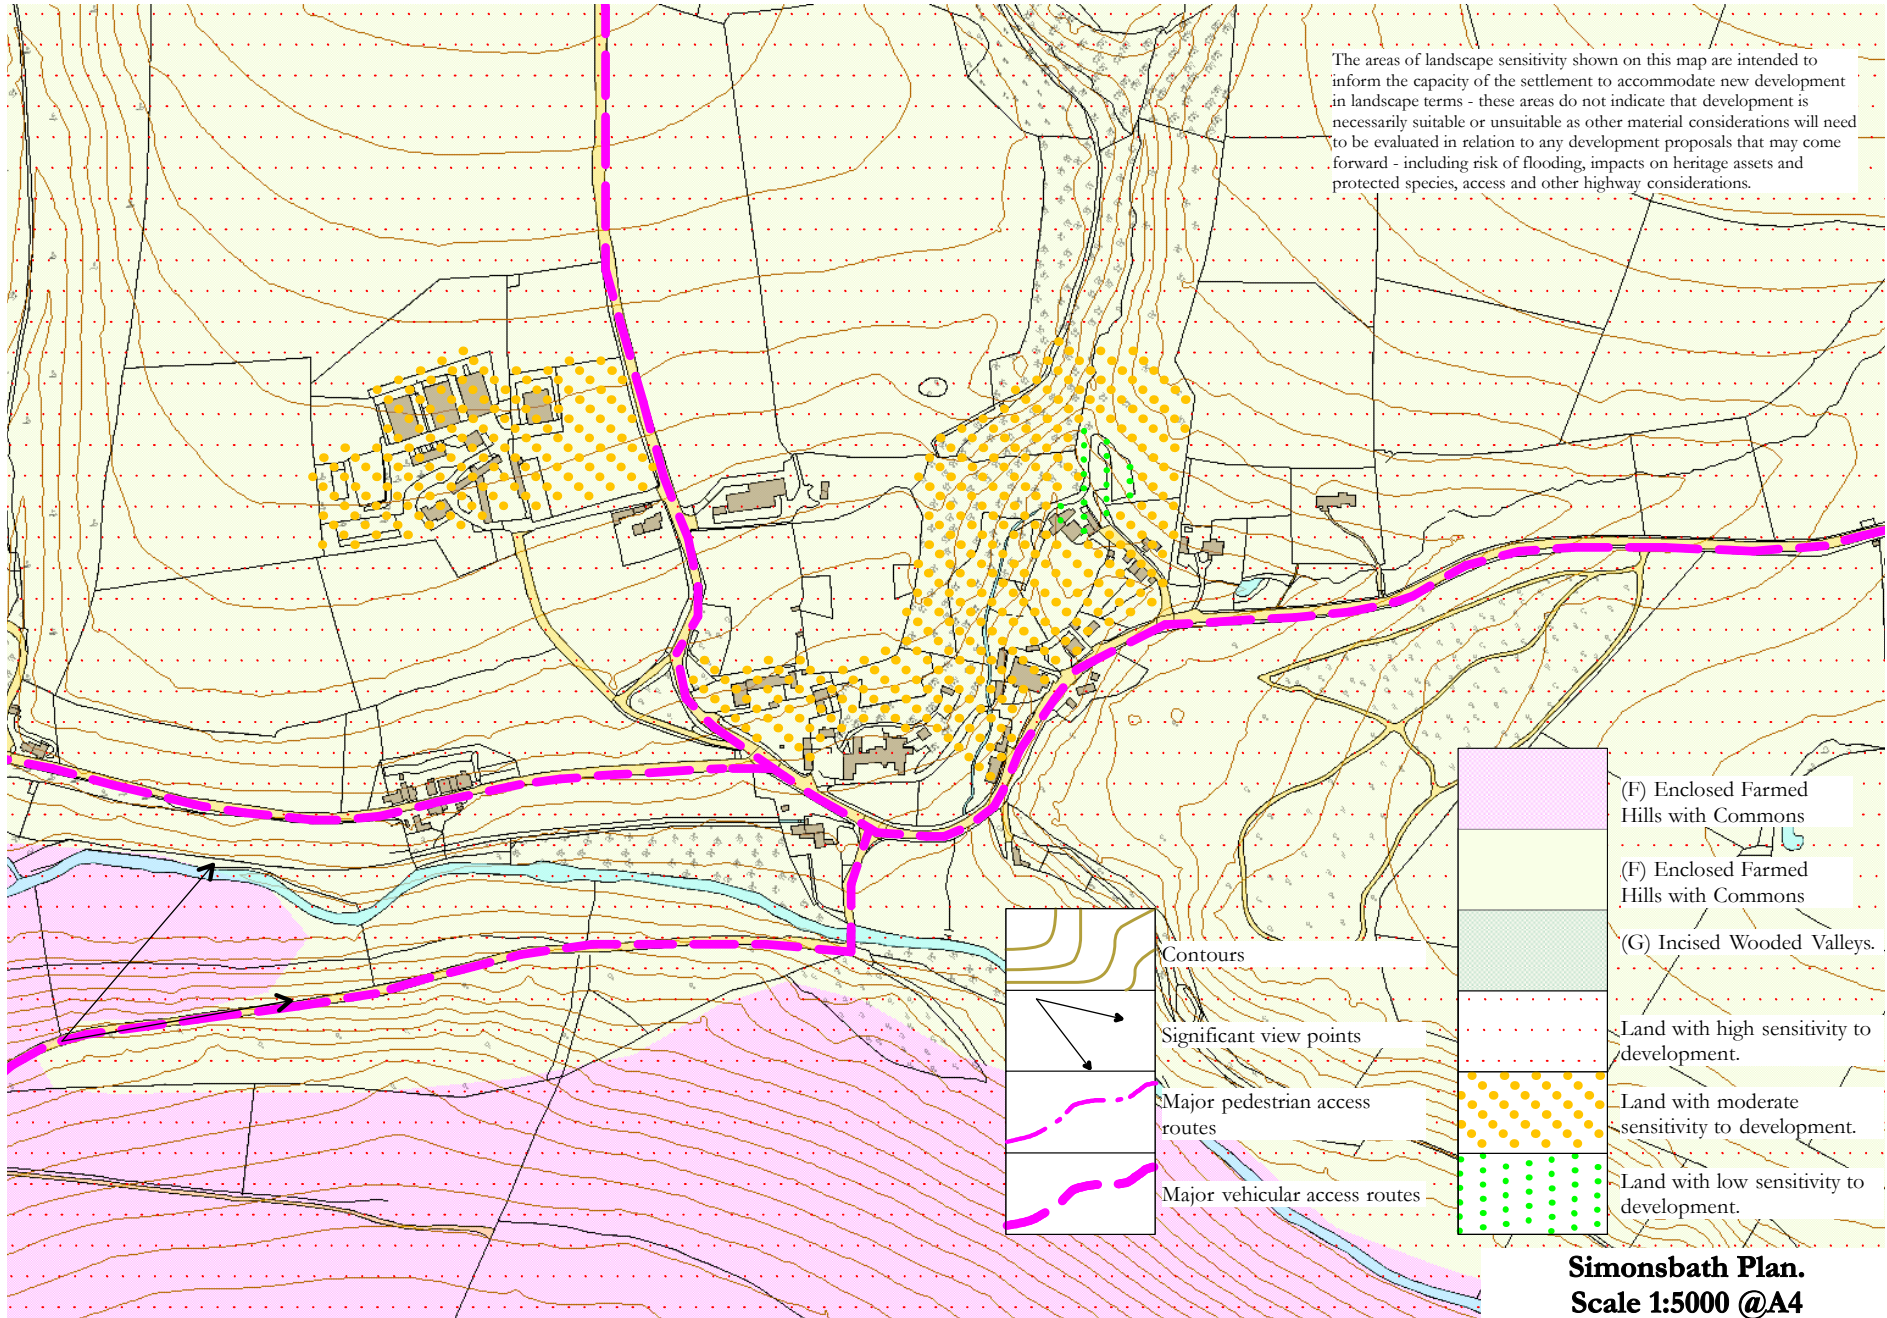 The areas of landscape sensitivity shown on this map are intended to
inform the capacity of the settlement to accommodate new development
in landscape terms - these areas do not indicate that development is
necessarily suitable or unsuitable as other material considerations will need
to be evaluated in relation to any development proposals that may come
forward - including risk of flooding, impacts on heritage assets and
protected species, access and other highway considerations.
Contours
Significant view points
Major pedestrian access
routes
Major vehicular access routes
(F) Enclosed Farmed
Hills with Commons
(F) Enclosed Farmed
Hills with Commons
(G) Incised Wooded Valleys.
Land with high sensitivity to
development.
Land with moderate
sensitivity to development.
Land with low sensitivity to
development.
Simonsbath Plan.
Scale 1:5000 @A4